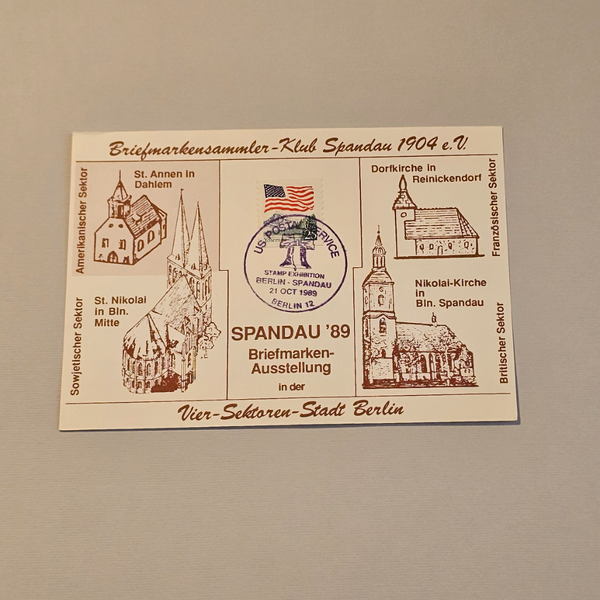 Briefmarkensammler-Klub Spandau 1904 e.V.
Amerikanischer Sektor
St. Annen in
Dahlem
Sowjetischer Sektor
St. Nikolai
in Bln.
Mitte
25
US. POSTAL SERVICE
STAMP EXHIBITION
BERLIN - SPANDAU
21 OCT 1989
BERLIN 12
SPANDAU '89
Briefmarken-
Ausstellung
in der
Dorfkirche in
Reinickendorf
Französischer Sektor
Nikolai-Kirche
in
Bln. Spandau
Britischer Sektor
Vier-Sektoren-Stadt Berlin